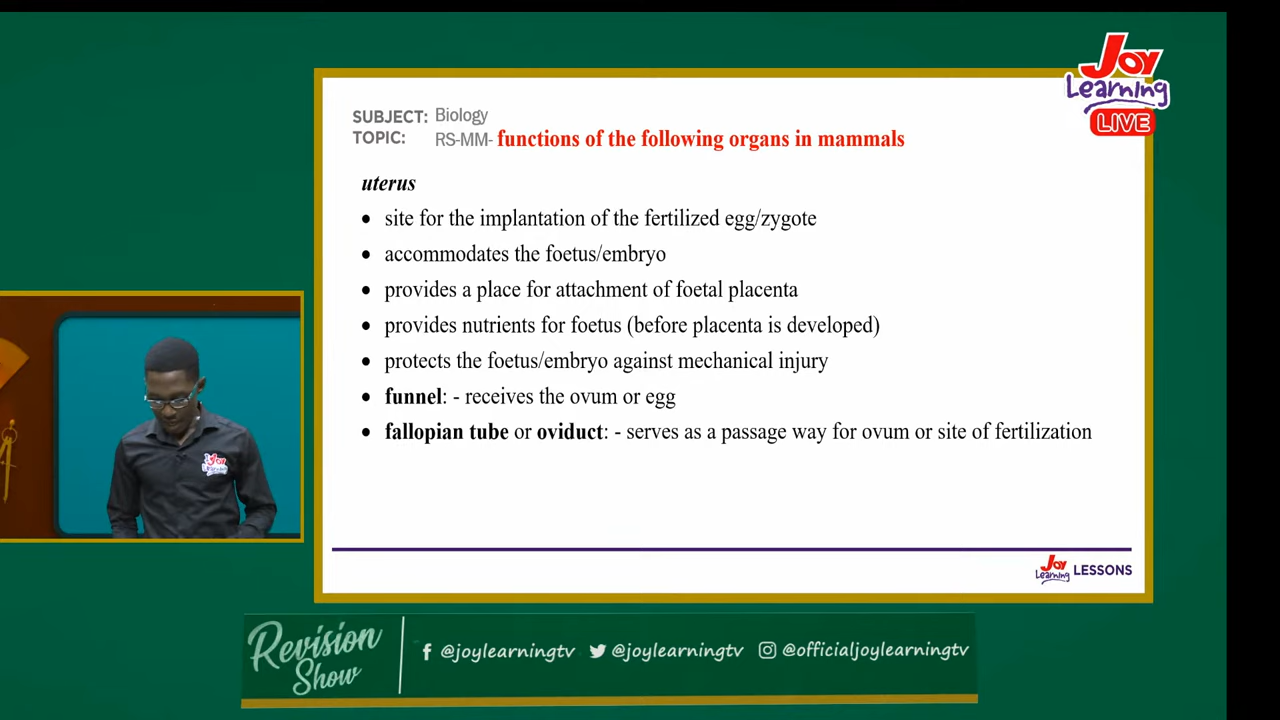 Joy
Learning
LIVE
SUBJECT: Biology
TOPIC: RS-MM- functions of the following organs in mammals
uterus
• site for the implantation of the fertilized egg/zygote
• accommodates the foetus/embryo
• provides a place for attachment of foetal placenta
• provides nutrients for foetus (before placenta is developed)
• protects the foetus/embryo against mechanical injury
• funnel: - receives the ovum or egg
• fallopian tube or oviduct: - serves as a passage way for ovum or site of fertilization
Joy Learning LESSONS
Revision Show
@joylearningtv @joylearningtv @officialjoylearningtv